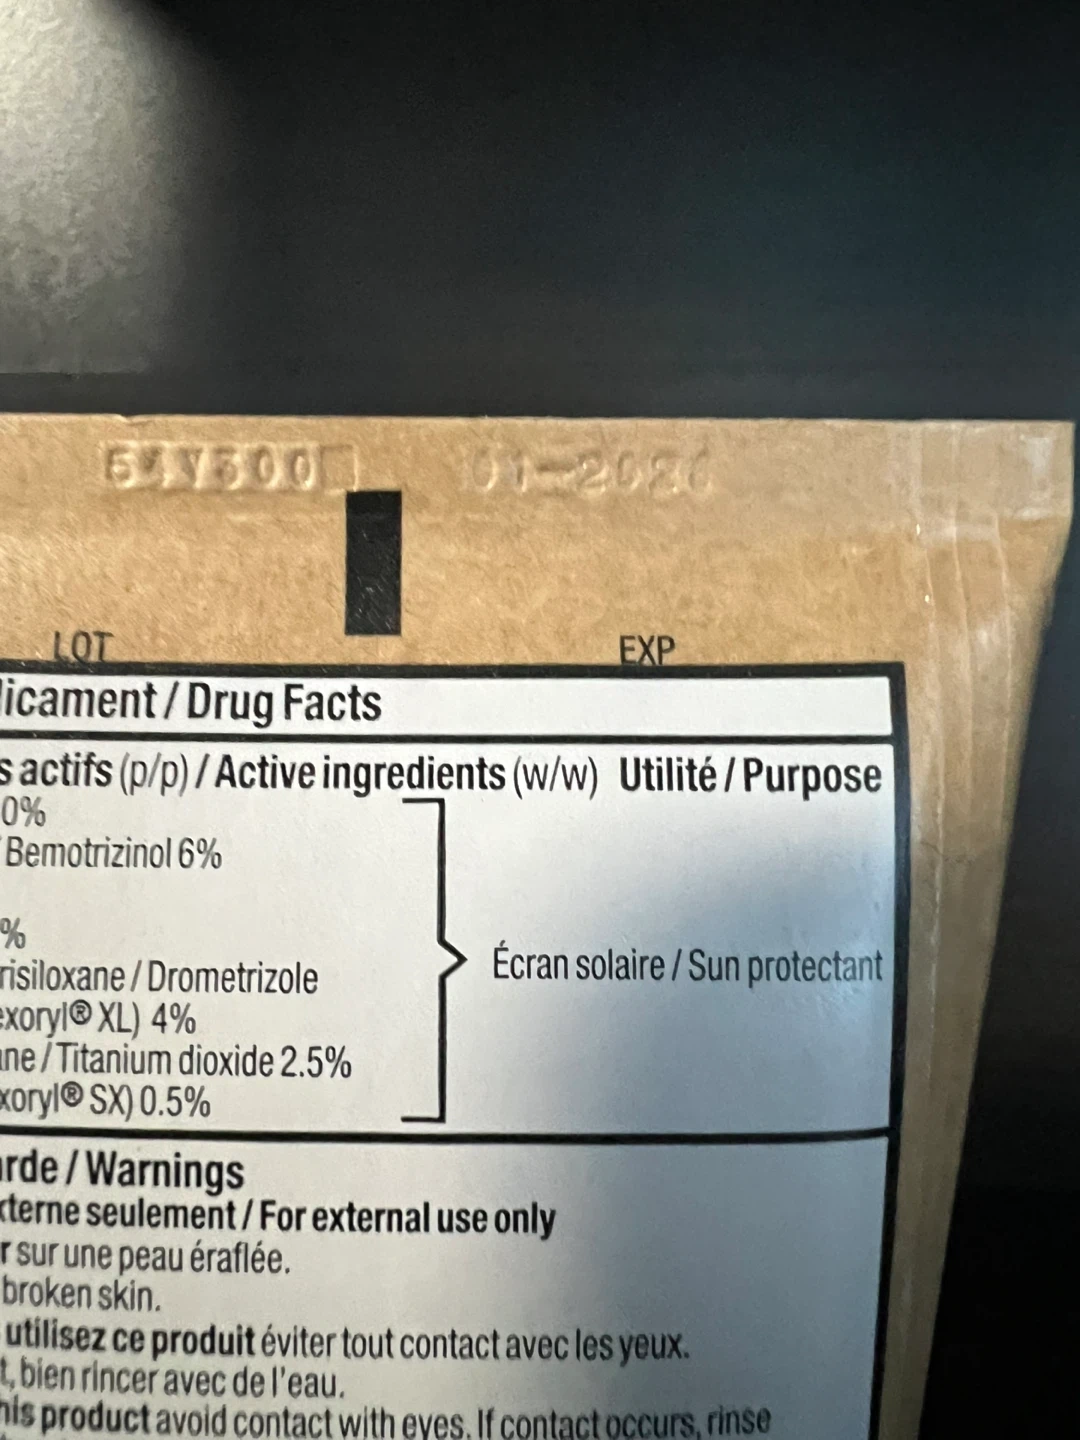 01-2026
LOT
EXP
licament / Drug Facts
s actifs (p/p) / Active ingredients (w/w) Utilité / Purpose
0%
Bemotrizinol 6%
%
risiloxane / Drometrizole
exoryl® XL) 4%
ne / Titanium dioxide 2.5%
xoryl® SX) 0.5%
Écran solaire / Sun protectant
arde / Warnings
xterne seulement / For external use only
r sur une peau éraflée.
broken skin.
utilisez ce produit éviter tout contact avec les yeux.
t, bien rincer avec de l'eau.
his product avoid contact with eyes. If contact occurs, rinse